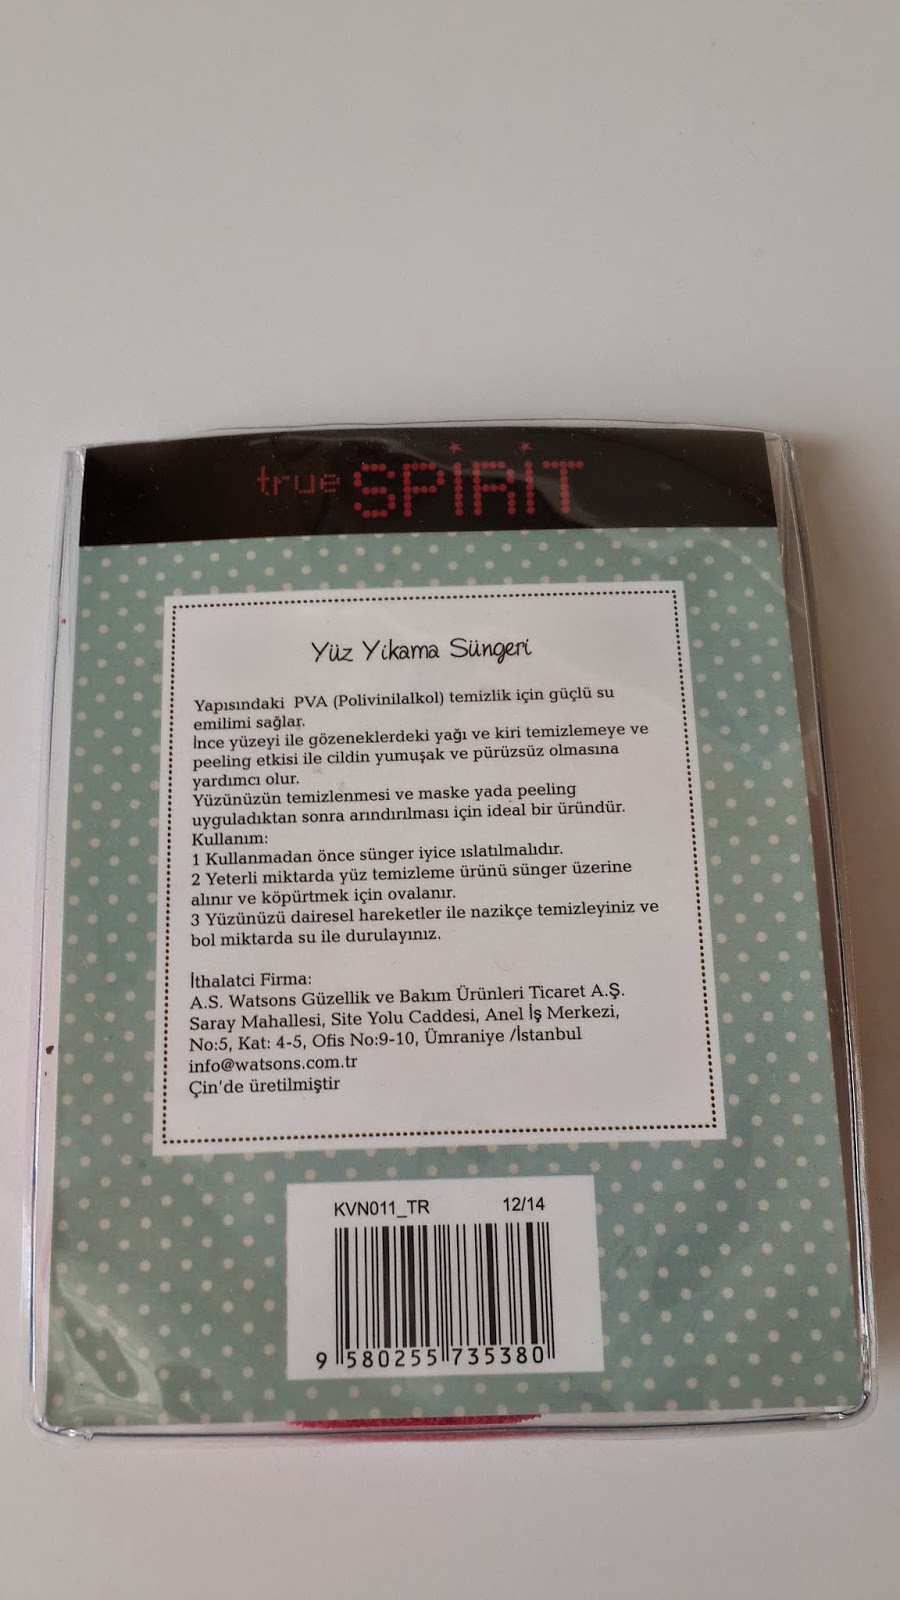 true SPİRİT
Yüz Yıkama Süngeri
Yapısındaki PVA (Polivinilalkol) temizlik için güçlü su
emilimi sağlar.
İnce yüzeyi ile gözeneklerdeki yağı ve kiri temizlemeye ve
peeling etkisi ile cildin yumuşak ve pürüzsüz olmasına
yardımcı olur.
Yüzünüzün temizlenmesi ve maske yada peeling
uyguladıktan sonra arındırılması için ideal bir üründür.
Kullanım:
1 Kullanmadan önce sünger iyice ıslatılmalıdır.
2 Yeterli miktarda yüz temizleme ürünü sünger üzerine
alınır ve köpürtmek için ovalanır.
3 Yüzünüzü dairesel hareketler ile nazikçe temizleyiniz ve
bol miktarda su ile durulayınız.
İthalatci Firma:
A.S. Watsons Güzellik ve Bakım Ürünleri Ticaret A.Ş.
Saray Mahallesi, Site Yolu Caddesi, Anel İş Merkezi,
No:5, Kat: 4-5, Ofis No:9-10, Ümraniye /İstanbul
info@watsons.com.tr
Çin'de üretilmiştir
KVN011_TR 12/14
9 580255 735380